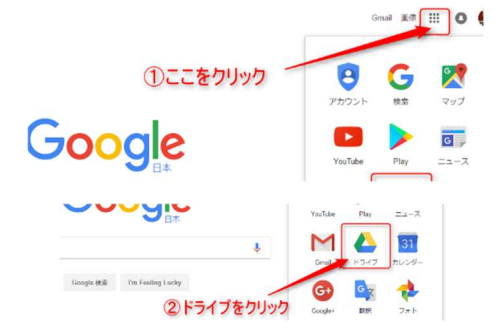 Gmail 画像
①ここをクリック
アカウント 検索 マップ
Google
日本
YouTube Play ニュース
Google
日本
YouTube Play ニュース
31
Gmail ドライブ カレンダー
Google 検索 I'm Feeling Lucky
②ドライブをクリック
Google+ 翻訳 フォト